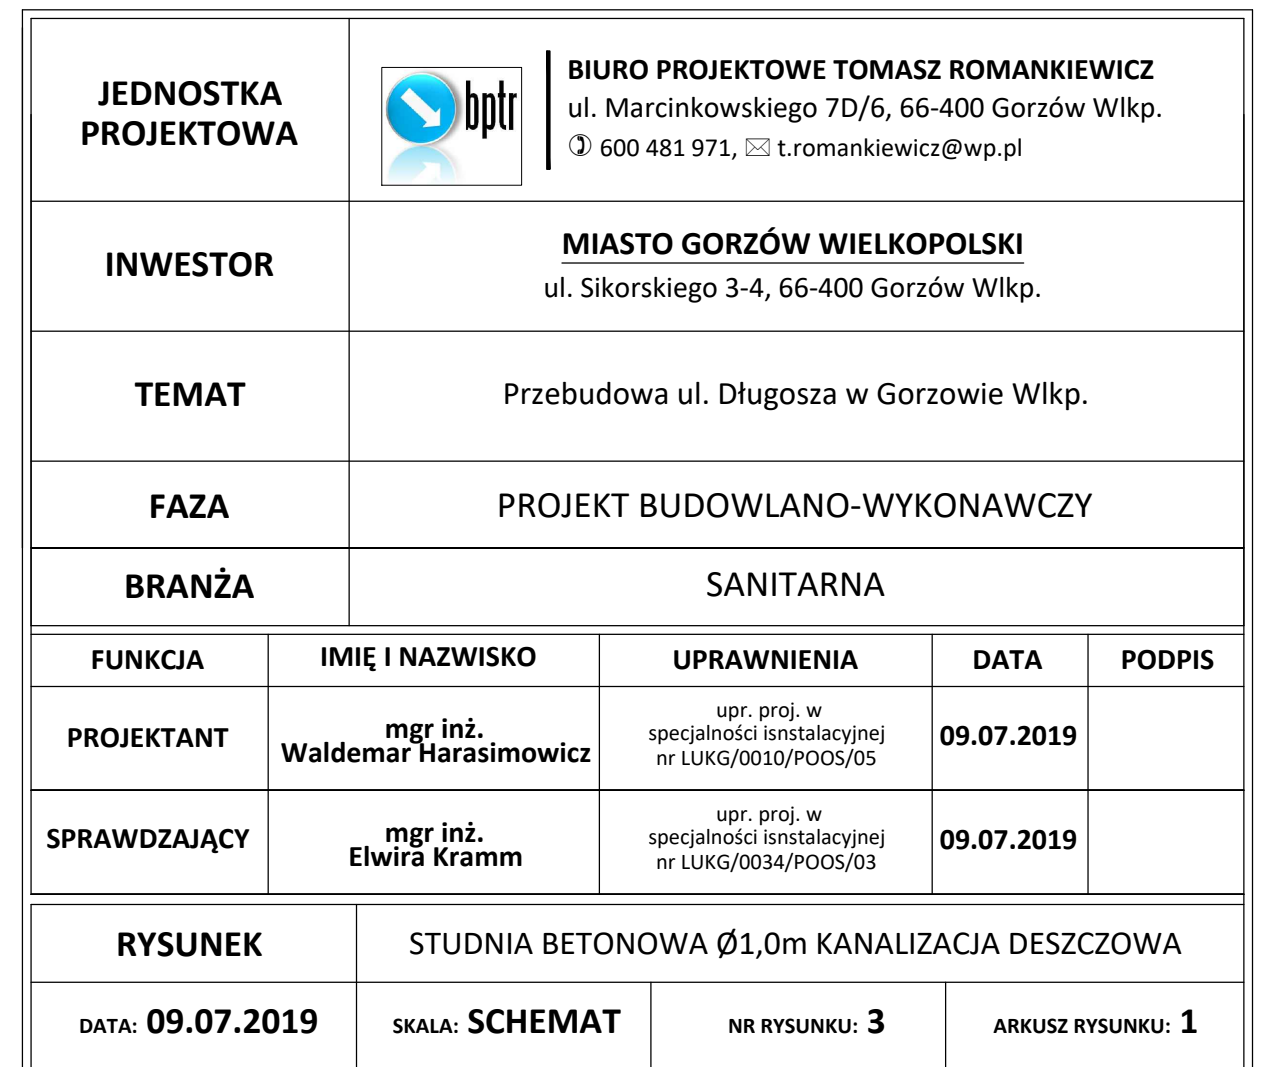 JEDNOSTKA
PROJEKTOWA
bptr
BIURO PROJEKTOWE TOMASZ ROMANKIEWICZ
ul. Marcinkowskiego 7D/6, 66-400 Gorzów Wlkp.
✆ 600 481 971, ✉ t.romankiewicz@wp.pl
INWESTOR
MIASTO GORZÓW WIELKOPOLSKI
ul. Sikorskiego 3-4, 66-400 Gorzów Wlkp.
TEMAT
Przebudowa ul. Długosza w Gorzowie Wlkp.
FAZA
PROJEKT BUDOWLANO-WYKONAWCZY
BRANŻA
SANITARNA
FUNKCJA
IMIĘ I NAZWISKO
UPRAWNIENIA
DATA
PODPIS
PROJEKTANT
mgr inż.
Waldemar Harasimowicz
upr. proj. w
specjalności isnstalacyjnej
nr LUKG/0010/POOS/05
09.07.2019
SPRAWDZAJĄCY
mgr inż.
Elwira Kramm
upr. proj. w
specjalności isnstalacyjnej
nr LUKG/0034/POOS/03
09.07.2019
RYSUNEK
STUDNIA BETONOWA Ø1,0m KANALIZACJA DESZCZOWA
DATA: 09.07.2019
SKALA: SCHEMAT
NR RYSUNKU: 3
ARKUSZ RYSUNKU: 1